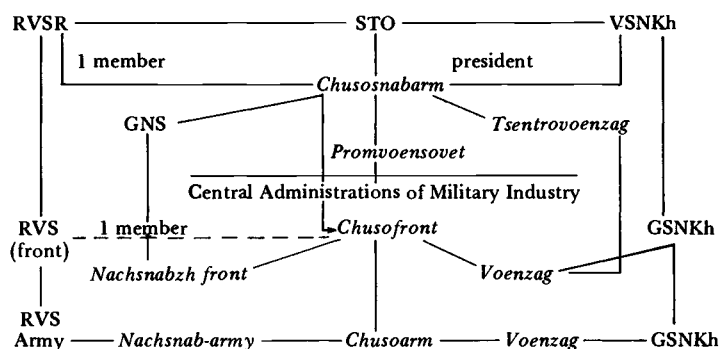 RVSR STO VSNKh
1 member president
Chusosnabarm
GNS Tsentrovoenzag
Promvoensovet
Central Administrations of Military Industry
RVS 1 member Chusofront GSNKh
(front)
Nachsnabzh front Voenzag
RVS
Army Nachsnab-army Chusoarm Voenzag GSNKh